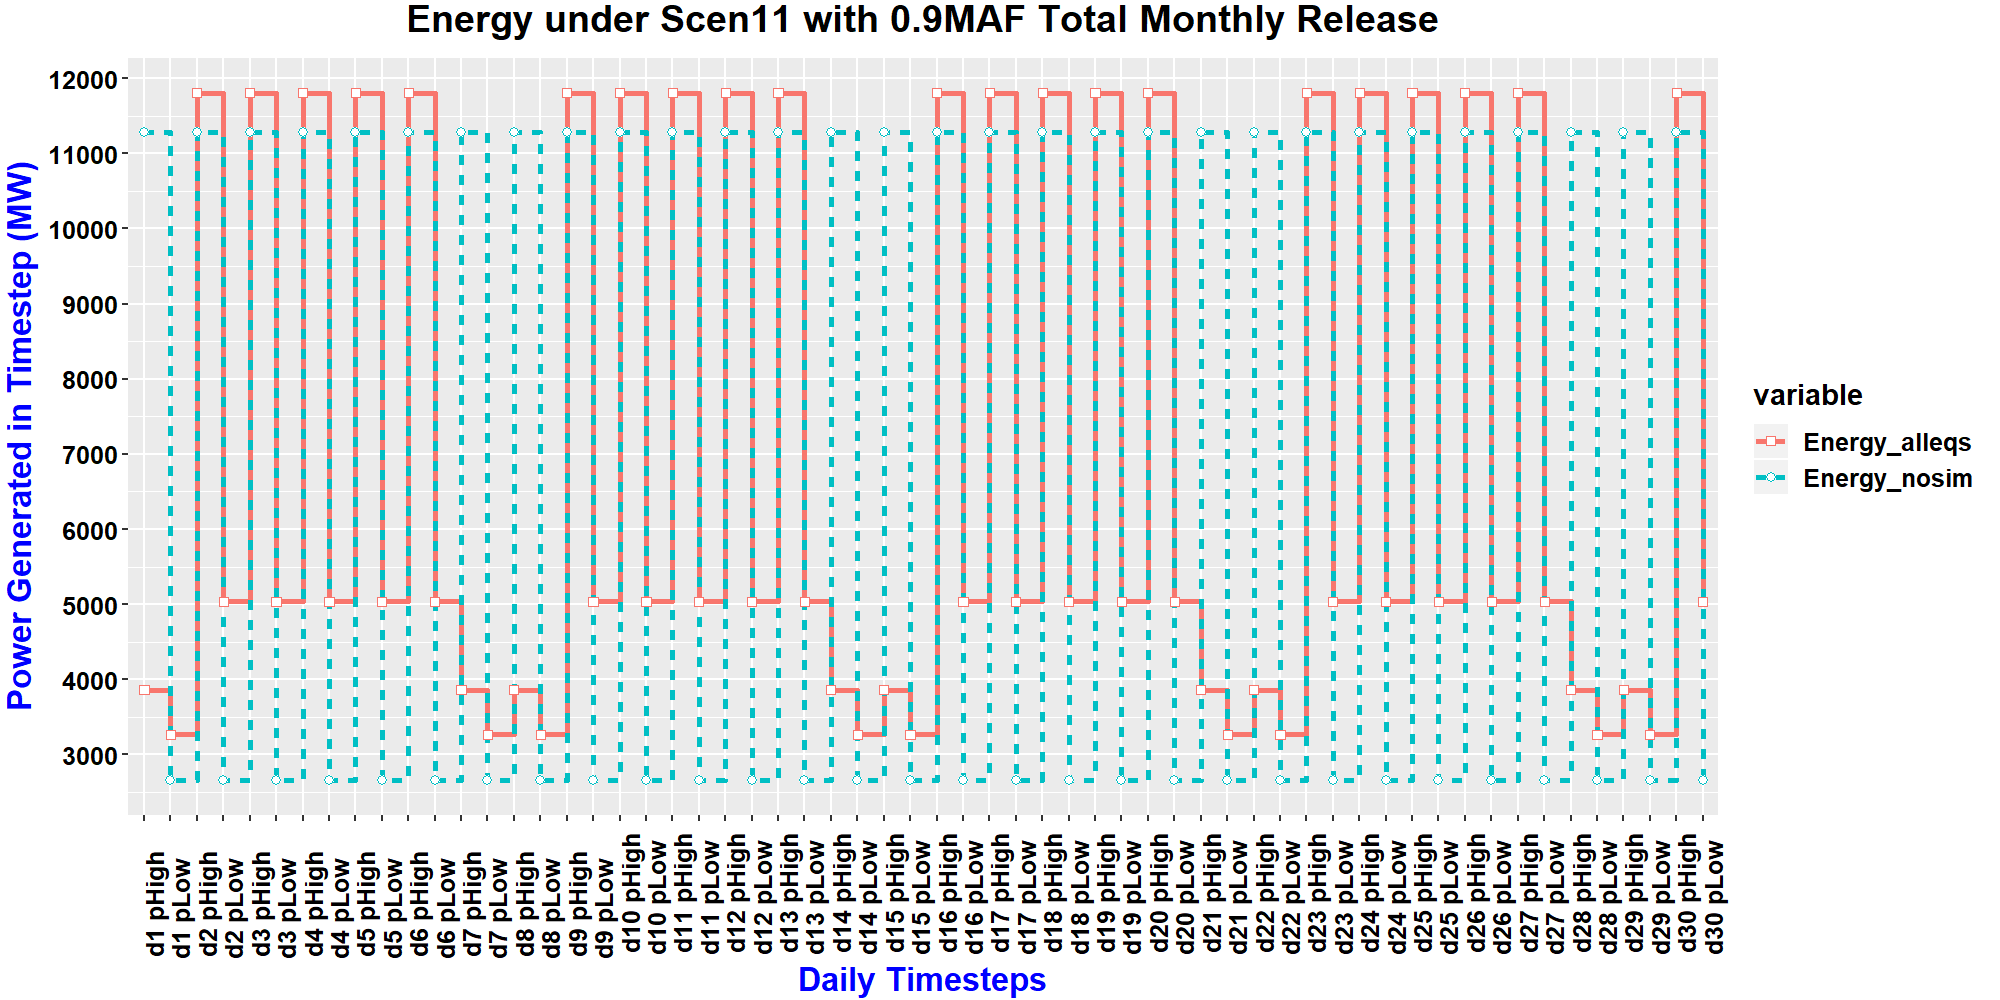 Energy under Scen11 with 0.9MAF Total Monthly Release
Power Generated in Timestep (MW)
12000
11000
10000
9000
8000
7000
6000
5000
4000
3000
d1 pHigh
d1 pLow
d2 pHigh
d2 pLow
d3 pHigh
d3 pLow
d4 pHigh
d4 pLow
d5 pHigh
d5 pLow
d6 pHigh
d6 pLow
d7 pHigh
d7 pLow
d8 pHigh
d8 pLow
d9 pHigh
d9 pLow
d10 pHigh
d10 pLow
d11 pHigh
d11 pLow
d12 pHigh
d12 pLow
d13 pHigh
d13 pLow
d14 pHigh
d14 pLow
d15 pHigh
d15 pLow
d16 pHigh
d16 pLow
d17 pHigh
d17 pLow
d18 pHigh
d18 pLow
d19 pHigh
d19 pLow
d20 pHigh
d20 pLow
d21 pHigh
d21 pLow
d22 pHigh
d22 pLow
d23 pHigh
d23 pLow
d24 pHigh
d24 pLow
d25 pHigh
d25 pLow
d26 pHigh
d26 pLow
d27 pHigh
d27 pLow
d28 pHigh
d28 pLow
d29 pHigh
d29 pLow
d30 pHigh
d30 pLow
Daily Timesteps
variable
Energy_alleqs
Energy_nosim